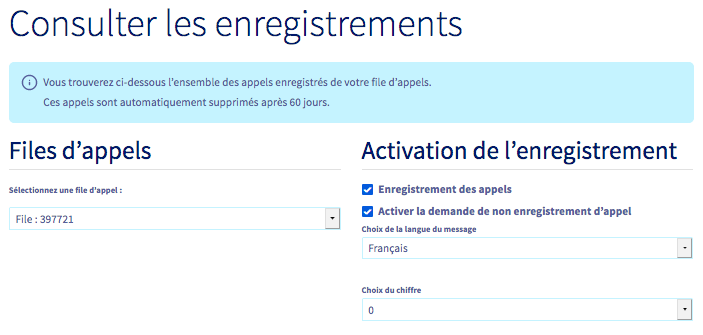 Consulter les enregistrements
Vous trouverez ci-dessous l'ensemble des appels enregistrés de votre file d'appels.
Ces appels sont automatiquement supprimés après 60 jours.
Files d'appels
Sélectionnez une file d'appel :
File : 397721
Activation de l'enregistrement
Enregistrement des appels
Activer la demande de non enregistrement d'appel
Choix de la langue du message
Français
Choix du chiffre
0